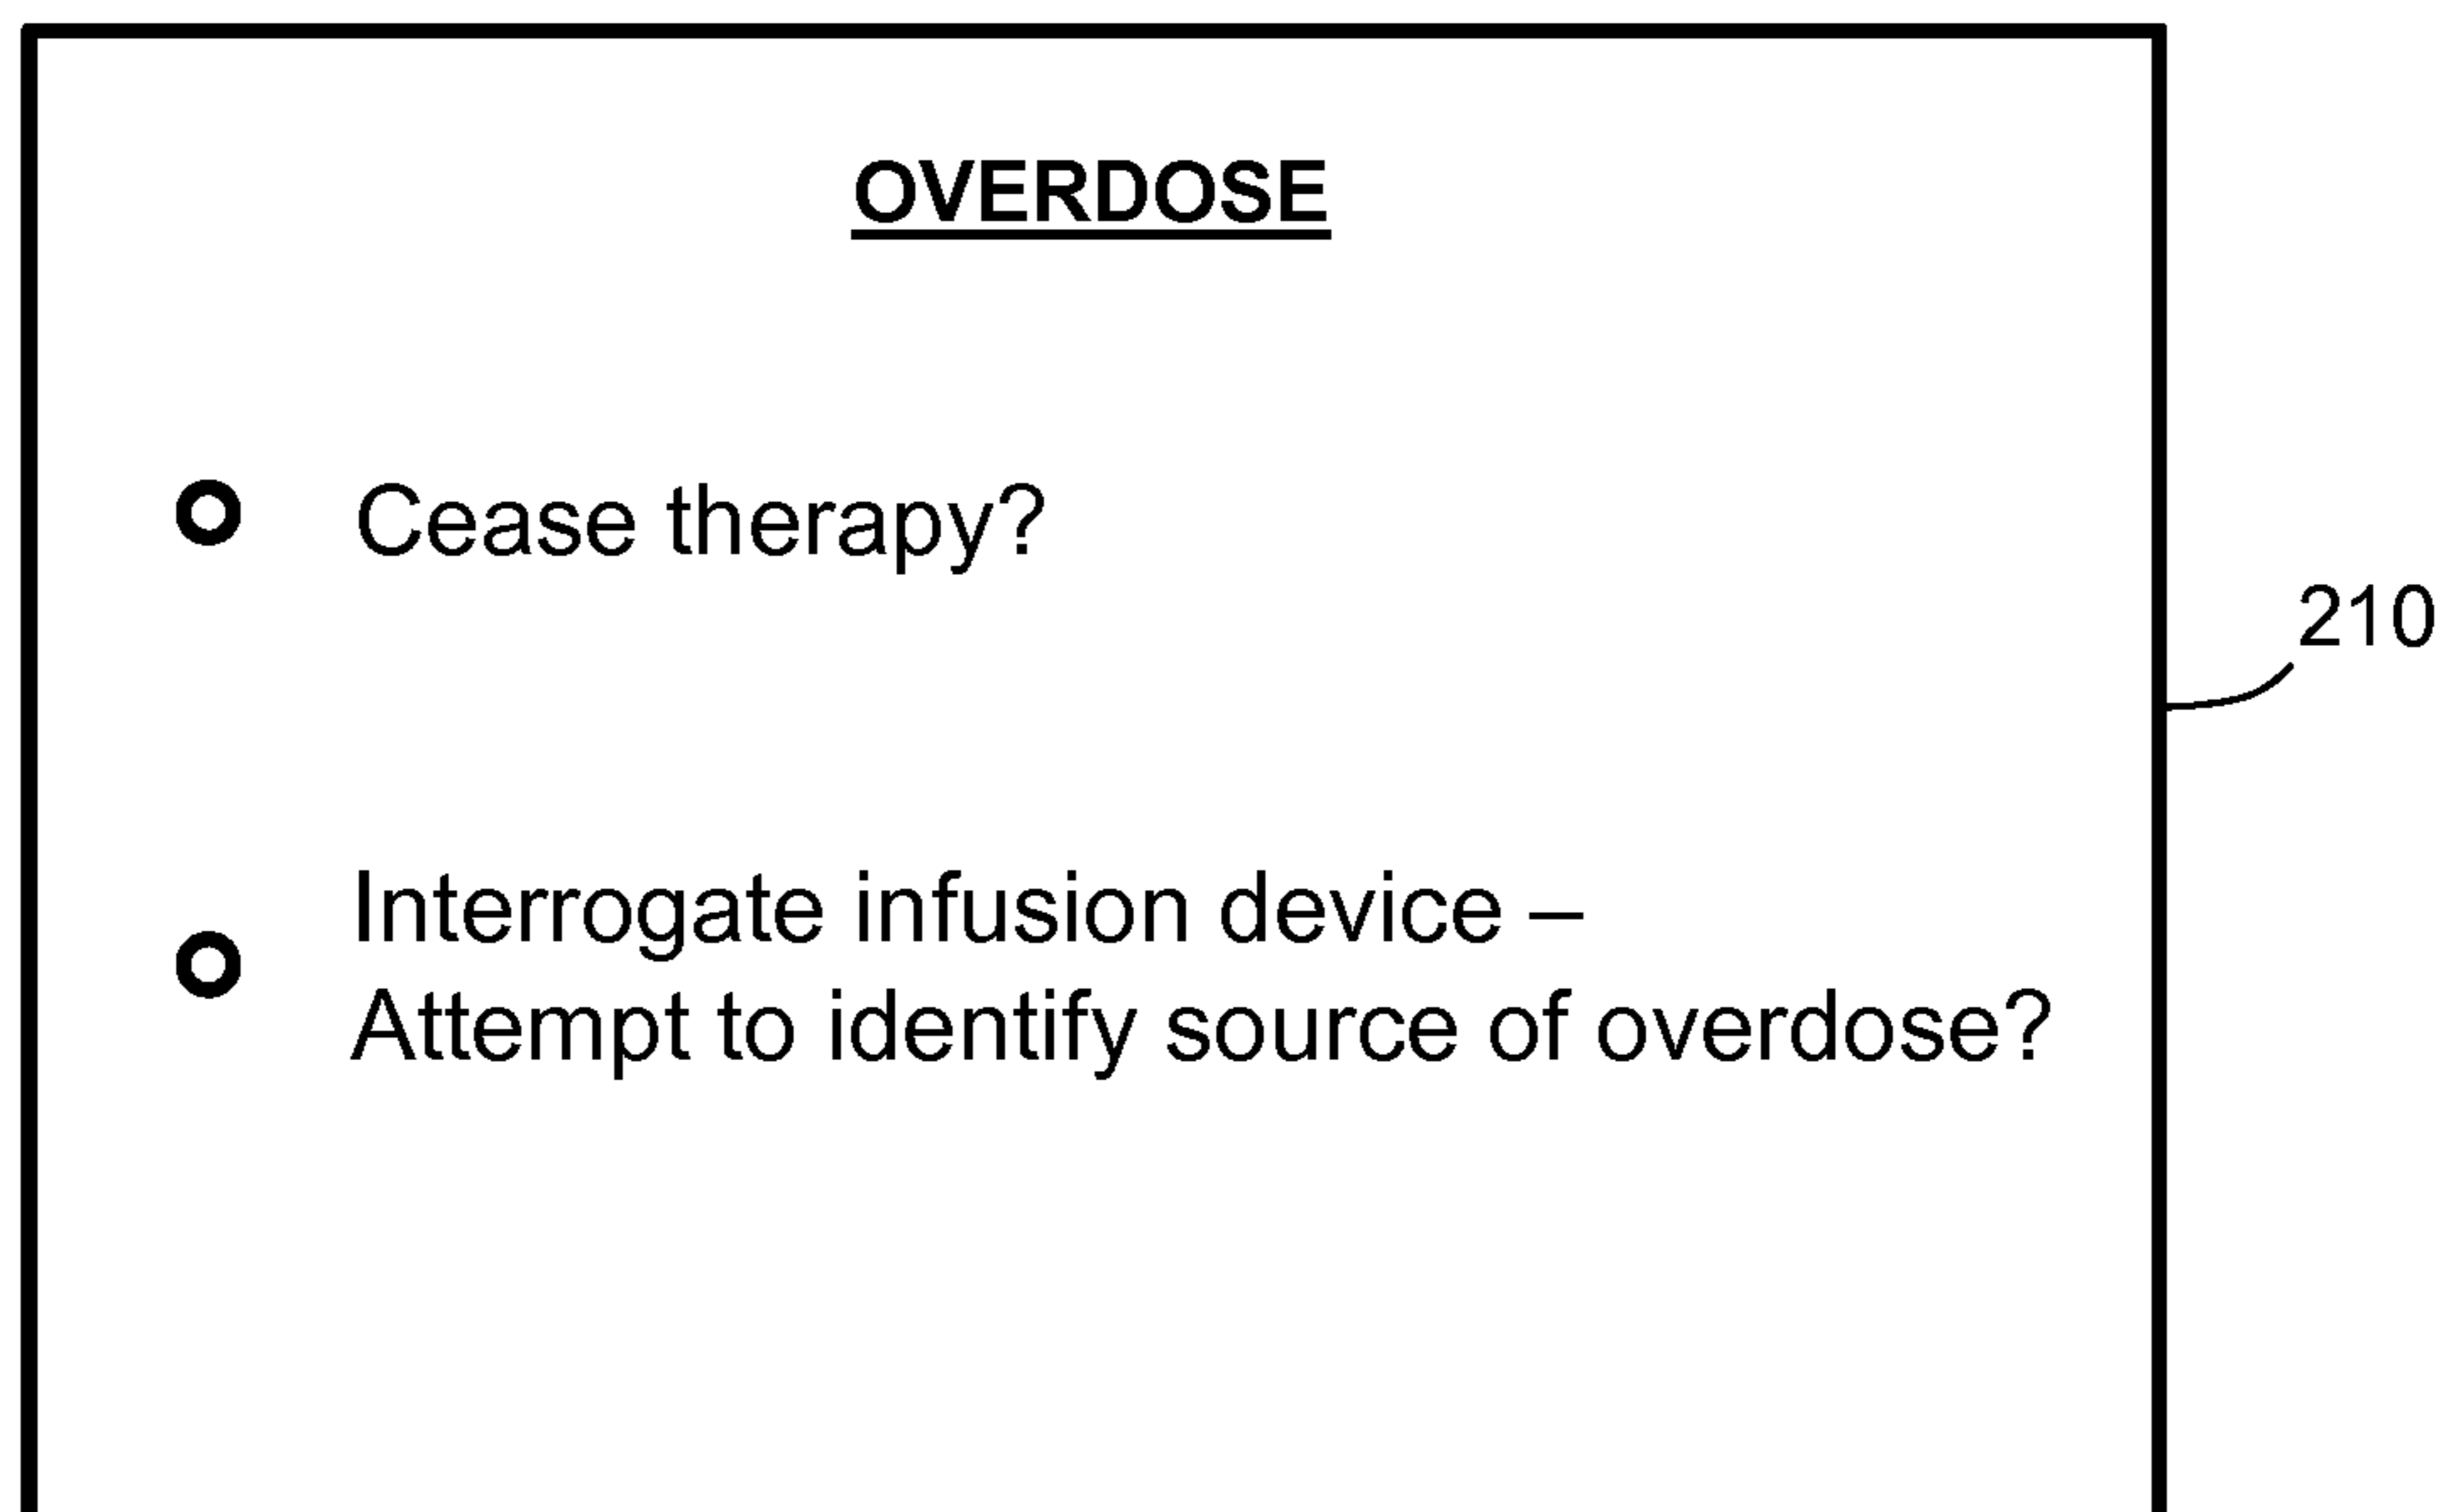 OVERDOSE
Cease therapy?
210
Interrogate infusion device –
Attempt to identify source of overdose?